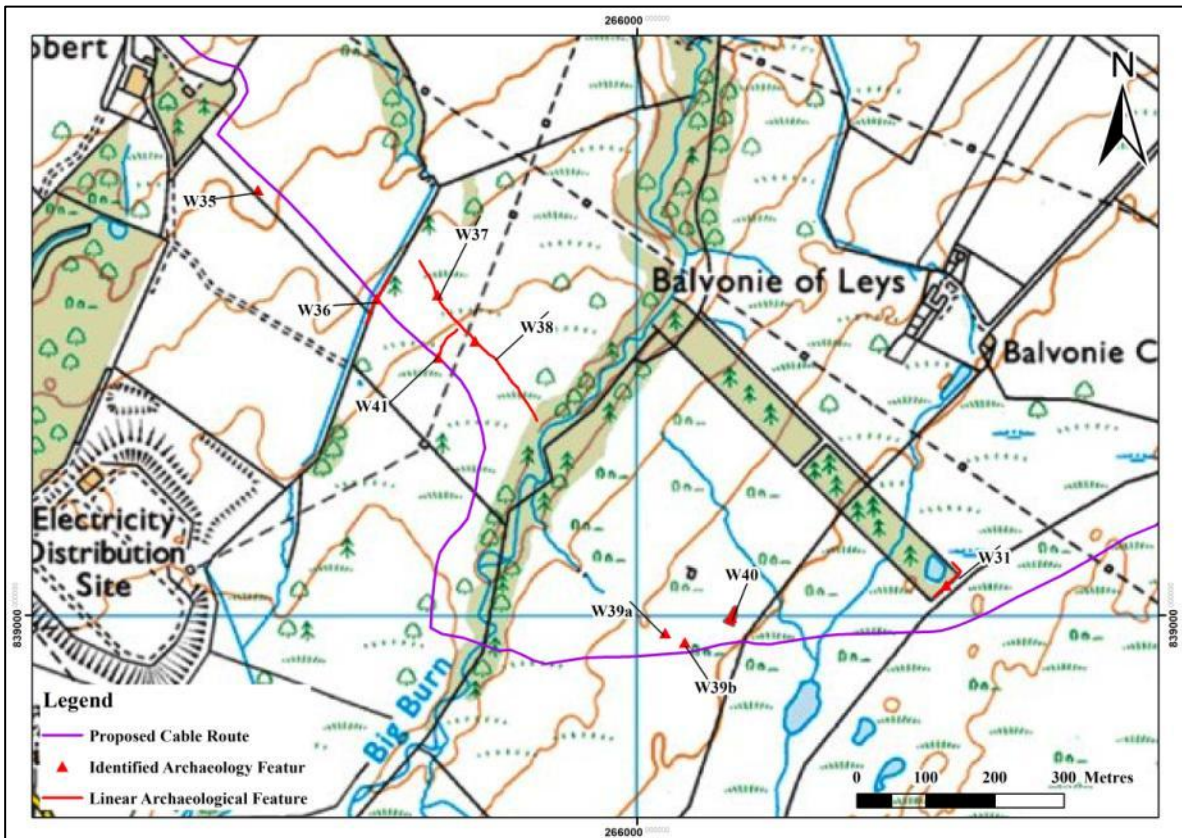 266000
obert
N
W35
W37
Balvonie of Leys
W36
W38
Balvonie C
W41
Electricity
Distribution
Site
W31
W40
W39a
839000
839000
W39b
Big Burn
Legend
Proposed Cable Route
Identified Archaeology Featur
Linear Archaeological Feature
0 100 200 300 Metres
266000